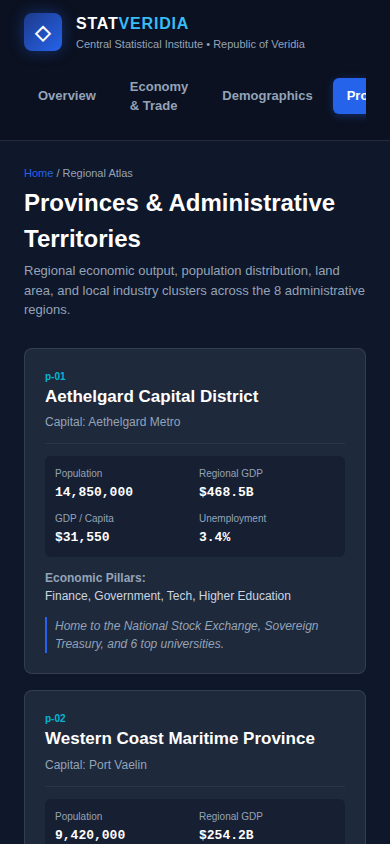 STATVERIDIA
Central Statistical Institute • Republic of Veridia
Overview
Economy
& Trade
Demographics
Home / Regional Atlas
Provinces & Administrative
Territories
Regional economic output, population distribution, land
area, and local industry clusters across the 8 administrative
regions.
p-01
Aethelgard Capital District
Capital: Aethelgard Metro
Population
Regional GDP
14,850,000
$468.5B
GDP / Capita
Unemployment
$31,550
3.4%
Economic Pillars:
Finance, Government, Tech, Higher Education
Home to the National Stock Exchange, Sovereign
Treasury, and 6 top universities.
p-02
Western Coast Maritime Province
Capital: Port Vaelin
Population
Regional GDP
9,420,000
$254.2B